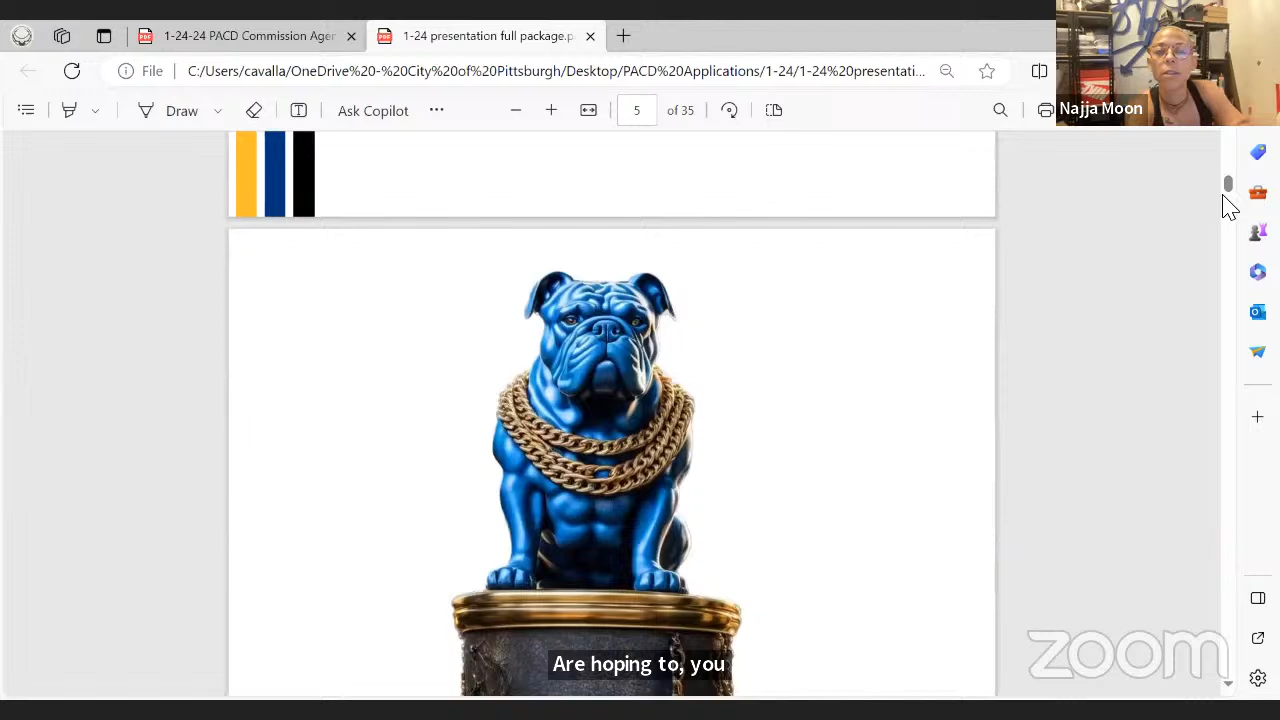 1-24-24 PACD Commission Ager
1-24 presentation full package.p
File
C:/Users/cavalla/OneDrive%20-%20City%20of%20Pittsburgh/Desktop/PACD%20Applications/1-24/1-24%20presentati...
Draw
Ask Copilot
5 of 35
Najja Moon
Are hoping to, you
zoom